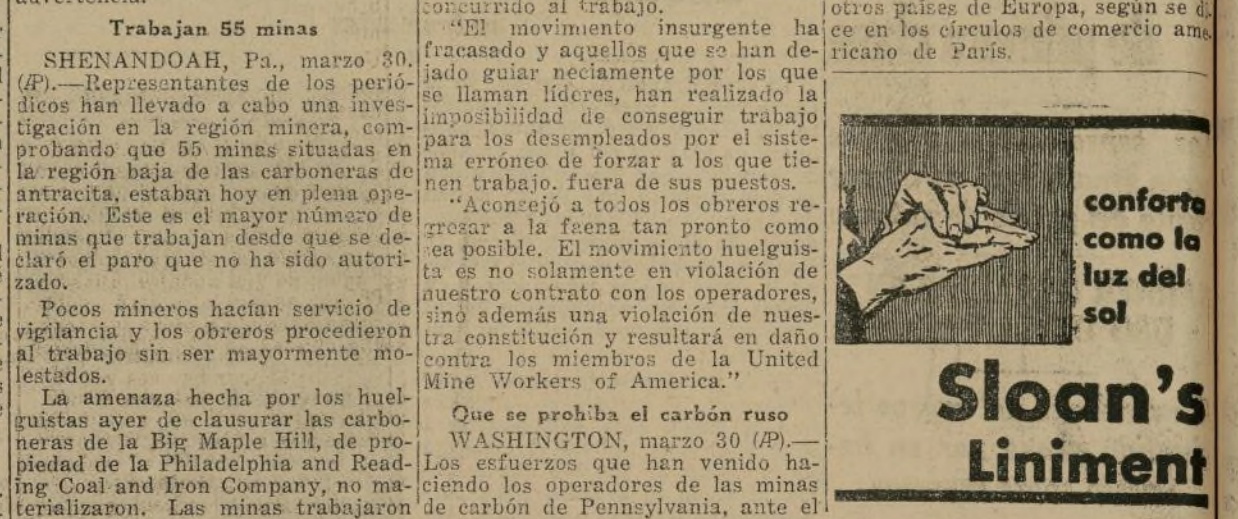 Trabajan 55 minas
SHENANDOAH, Pa., marzo 30.
(AP).—Representantes de los perió-
dicos han llevado a cabo una inves-
tigación en la región minera, com-
probando que 55 minas situadas en
la región baja de las carboneras de
antracita, estaban hoy en plena ope-
ración. Este es el mayor número de
minas que trabajan desde que se de-
claró el paro que no ha sido autori-
zado.
Pocos mineros hacían servicio de
vigilancia y los obreros procedieron
al trabajo sin ser mayormente mo-
lestados.
La amenaza hecha por los huel-
guistas ayer de clausurar las carbo-
neras de la Big Maple Hill, de pro-
piedad de la Philadelphia and Read-
ing Coal and Iron Company, no ma-
terializaron. Las minas trabajaron
concurrido al trabajo.
“El movimiento insurgente ha
fracasado y aquellos que se han de-
jado guiar neciamente por los que
se llaman líderes, han realizado la
imposibilidad de conseguir trabajo
para los desempleados por el siste-
ma erróneo de forzar a los que tie-
nen trabajo. fuera de sus puestos.
“Aconsejó a todos los obreros re-
gresar a la faena tan pronto como
sea posible. El movimiento huelguis-
ta es no solamente en violación de
nuestro contrato con los operadores,
sinó además una violación de nues-
tra constitución y resultará en daño
contra los miembros de la United
Mine Workers of America.”
Que se prohiba el carbón ruso
WASHINGTON, marzo 30 (AP).—
Los esfuerzos que han venido ha-
ciendo los operadores de las minas
de carbón de Pennsylvania, ante el
otros países de Europa, según se di-
ce en los círculos de comercio ame-
ricano de París.
conforta
como la
luz del
sol
Sloan's
Liniment